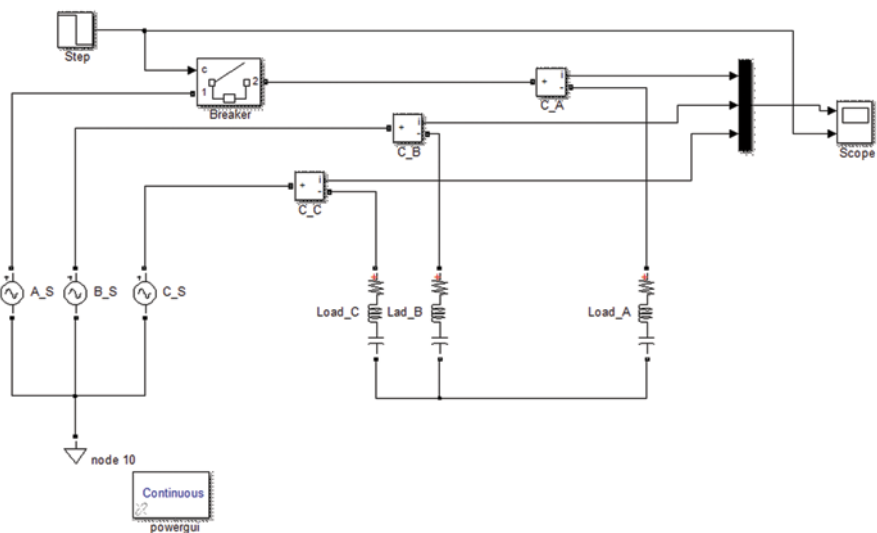 Step
c
1
2
Breaker
+
i
-
C_A
+
i
-
C_B
+
i
-
C_C
Scope
+
A_S
+
B_S
+
C_S
+
Load_C
+
Lad_B
+
Load_A
node 10
Continuous
powergui